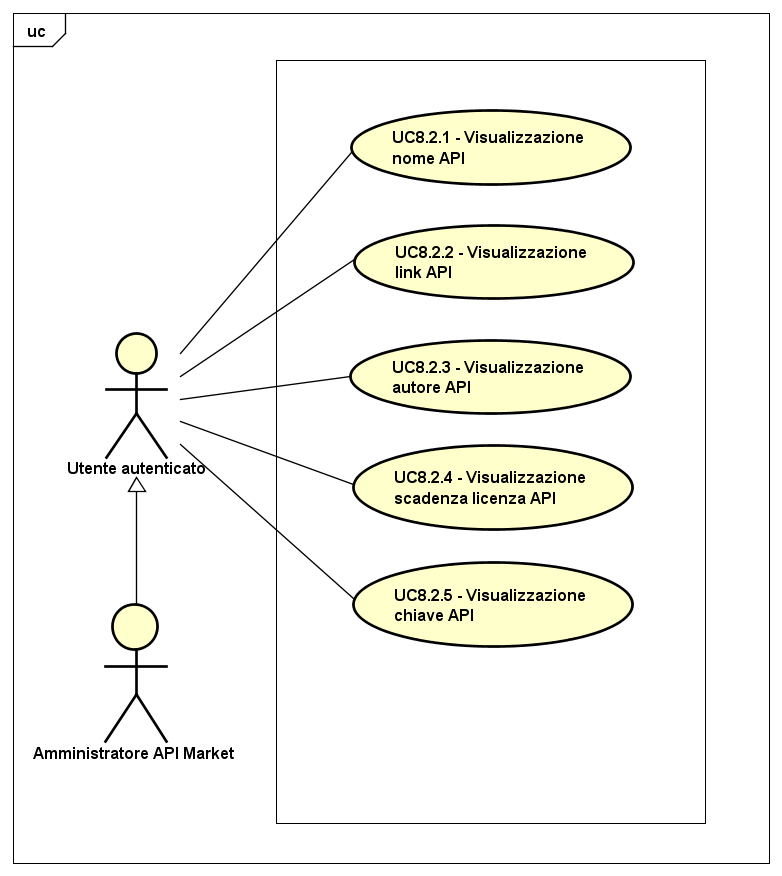 uc
UC8.2.1 - Visualizzazione
nome API
UC8.2.2 - Visualizzazione
link API
UC8.2.3 - Visualizzazione
autore API
Utente autenticato
UC8.2.4 - Visualizzazione
scadenza licenza API
UC8.2.5 - Visualizzazione
chiave API
Amministratore API Market